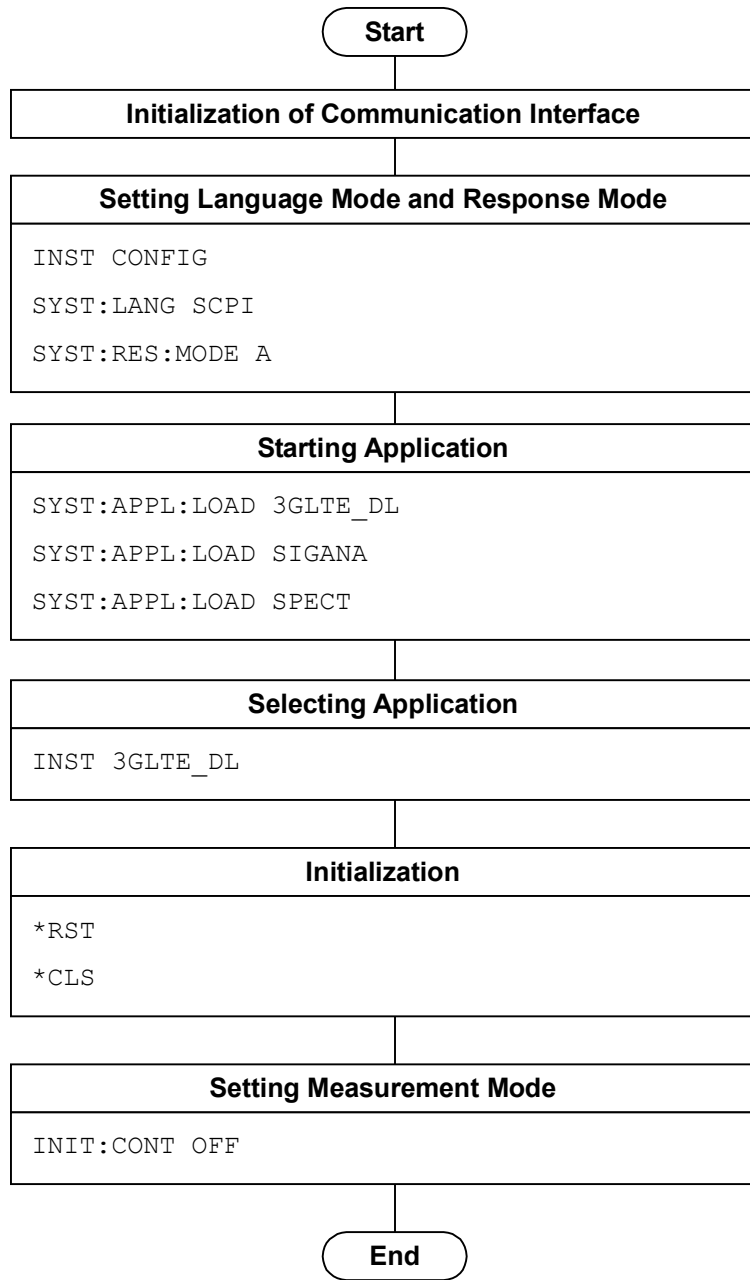 Start
Initialization of Communication Interface
Setting Language Mode and Response Mode
INST CONFIG
SYST:LANG SCPI
SYST:RES:MODE A
Starting Application
SYST:APPL:LOAD 3GLTE_DL
SYST:APPL:LOAD SIGANA
SYST:APPL:LOAD SPECT
Selecting Application
INST 3GLTE_DL
Initialization
*RST
*CLS
Setting Measurement Mode
INIT:CONT OFF
End